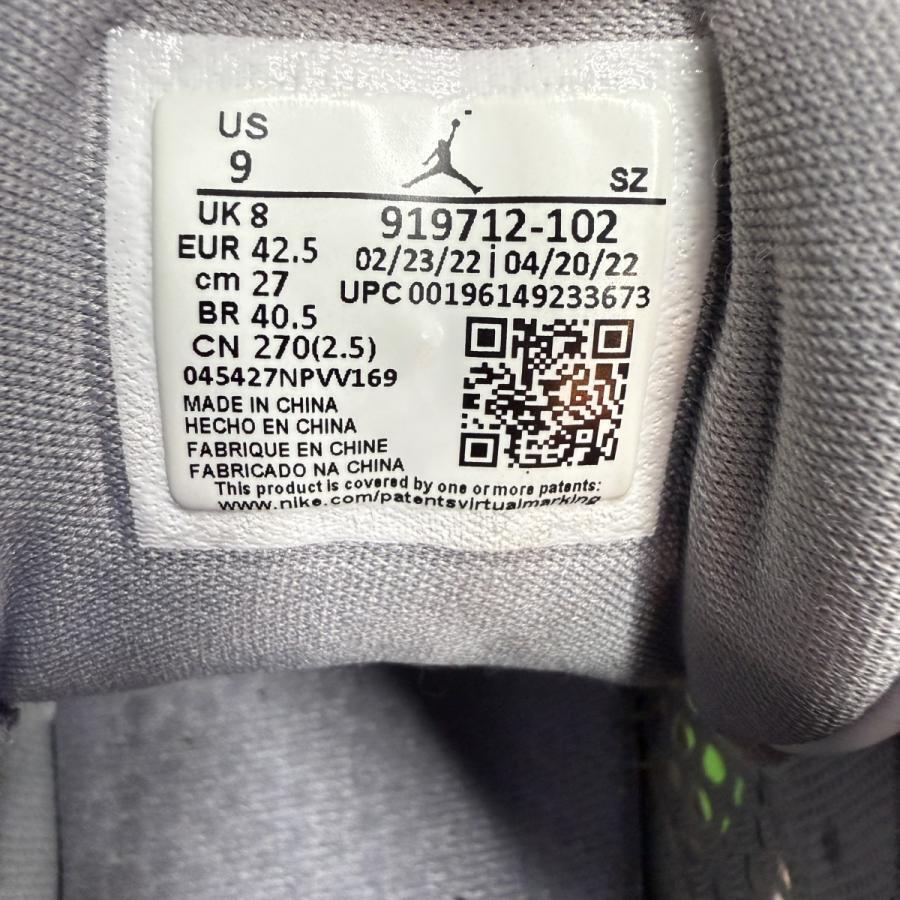 US
9
SZ
UK 8
919712-102
EUR 42.5
02/23/22 | 04/20/22
cm 27
UPC 00196149233673
BR 40.5
CN 270(2.5)
045427NPVV169
MADE IN CHINA
HECHO EN CHINA
FABRIQUE EN CHINE
FABRICADO NA CHINA
This product is covered by one or more patents:
www.nike.com/patentsvirtualmarking